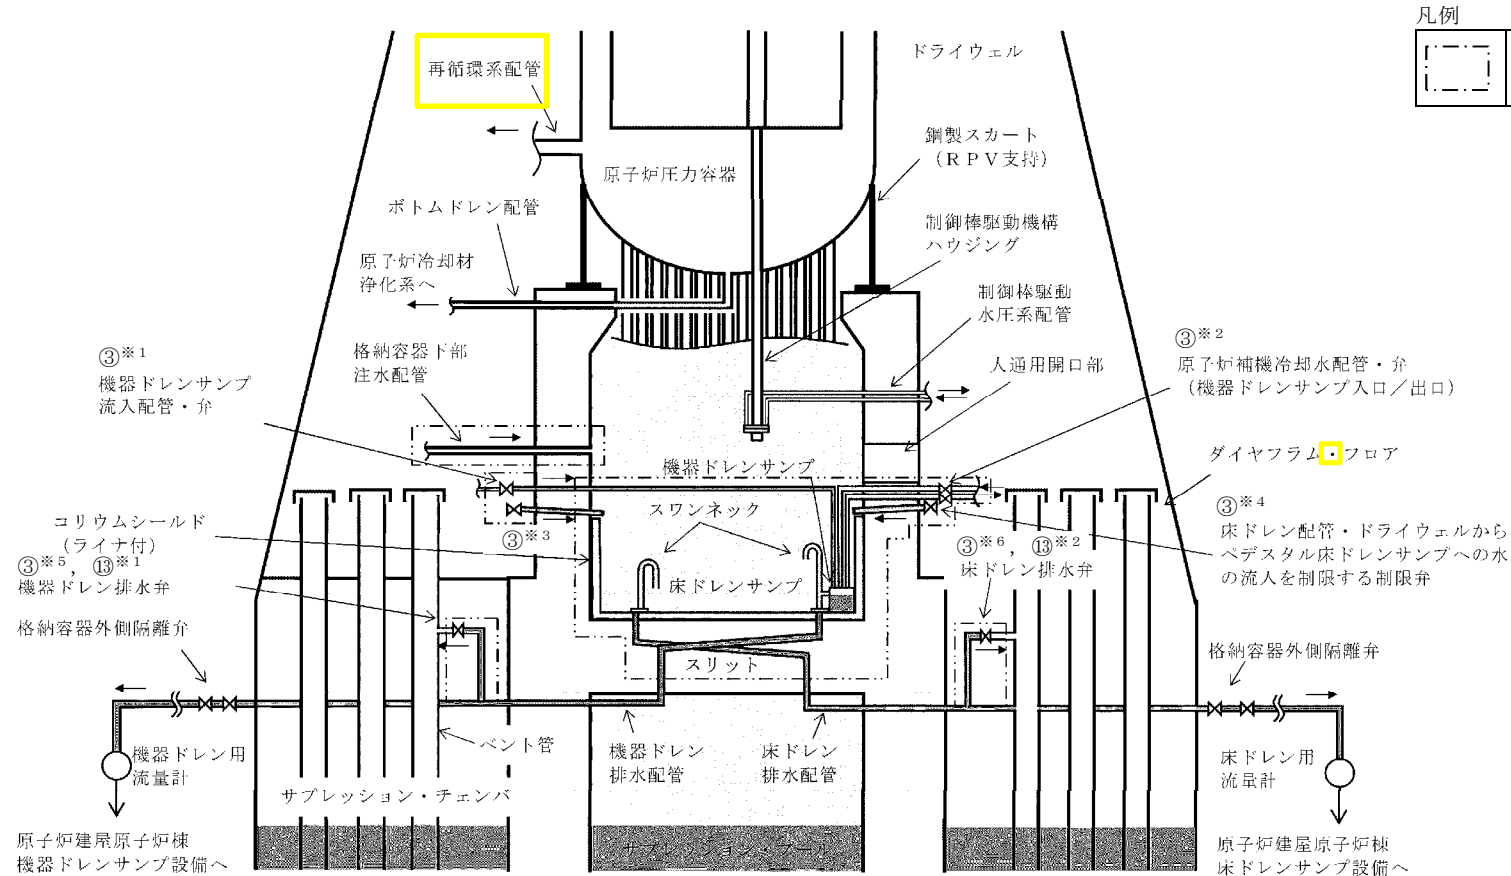 凡例
再循環系配管
ドライウェル
鋼製スカート
（ＲＰＶ支持）
原子炉圧力容器
ボトムドレン配管
制御棒駆動機構
ハウジング
原子炉冷却材
浄化系へ
制御棒駆動
水圧系配管
③※１
機器ドレンサンプ
流入配管・弁
格納容器下部
注水配管
人通用開口部
③※２
原子炉補機冷却水配管・弁
（機器ドレンサンプ入口／出口）
ダイヤフラム・フロア
機器ドレンサンプ
スワンネック
コリウムシールド
（ライナ付）
③※３
③※４
床ドレン配管・ドライウェルから
ペデスタル床ドレンサンプへの水
の流入を制限する制限弁
③※５，⑬※１
機器ドレン排水弁
床ドレンサンプ
③※６，⑬※２
床ドレン排水弁
格納容器外側隔離弁
スリット
格納容器外側隔離弁
機器ドレン用
流量計
ベント管
機器ドレン
排水配管
床ドレン
排水配管
床ドレン用
流量計
サプレッション・チェンバ
原子炉建屋原子炉棟
機器ドレンサンプ設備へ
サプレッション・プール
原子炉建屋原子炉棟
床ドレンサンプ設備へ